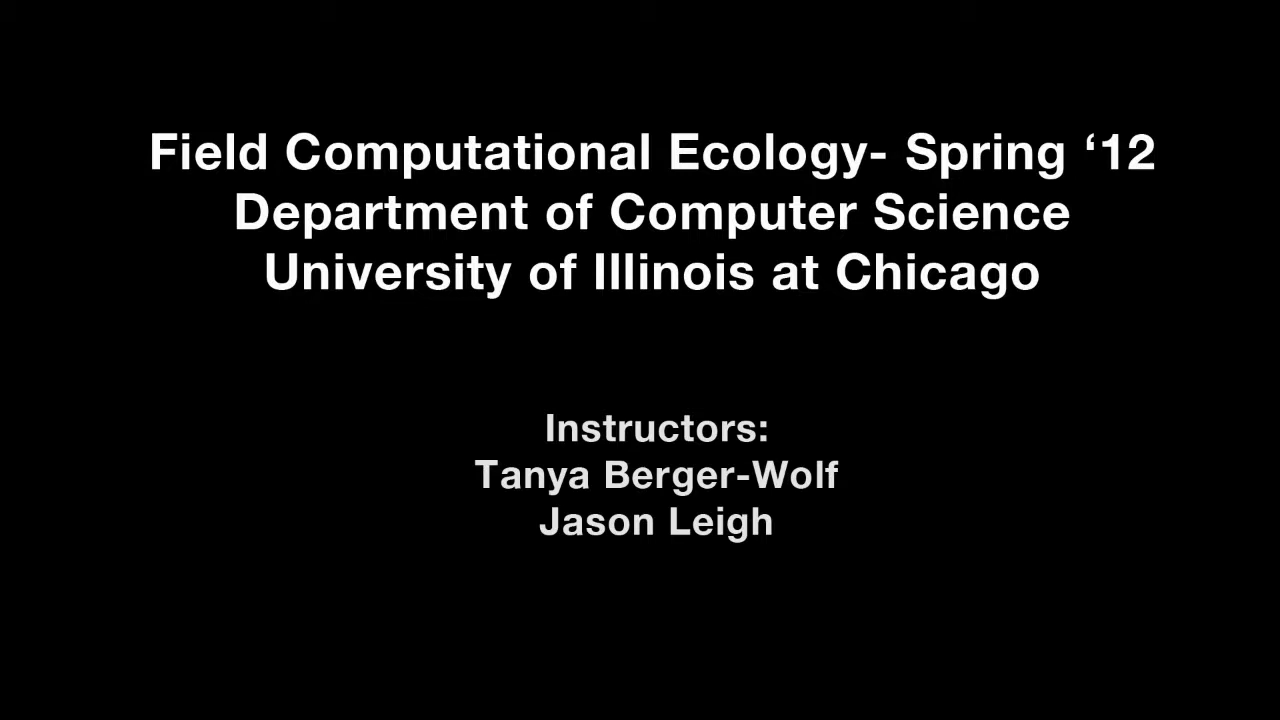 Field Computational Ecology- Spring ‘12
Department of Computer Science
University of Illinois at Chicago
Instructors:
Tanya Berger-Wolf
Jason Leigh